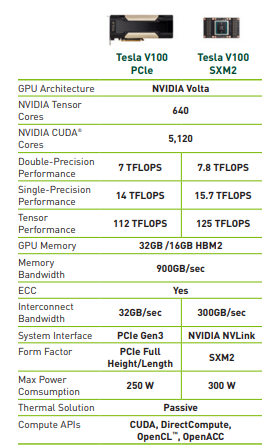 Tesla V100 PCIe Tesla V100 SXM2
GPU Architecture NVIDIA Volta
NVIDIA Tensor Cores 640
NVIDIA CUDA® Cores 5,120
Double-Precision Performance 7 TFLOPS 7.8 TFLOPS
Single-Precision Performance 14 TFLOPS 15.7 TFLOPS
Tensor Performance 112 TFLOPS 125 TFLOPS
GPU Memory 32GB /16GB HBM2
Memory Bandwidth 900GB/sec
ECC Yes
Interconnect Bandwidth 32GB/sec 300GB/sec
System Interface PCIe Gen3 NVIDIA NVLink
Form Factor PCIe Full Height/Length SXM2
Max Power Comsumption 250 W 300 W
Thermal Solution Passive
Compute APIs CUDA, DirectCompute,
OpenCL™, OpenACC